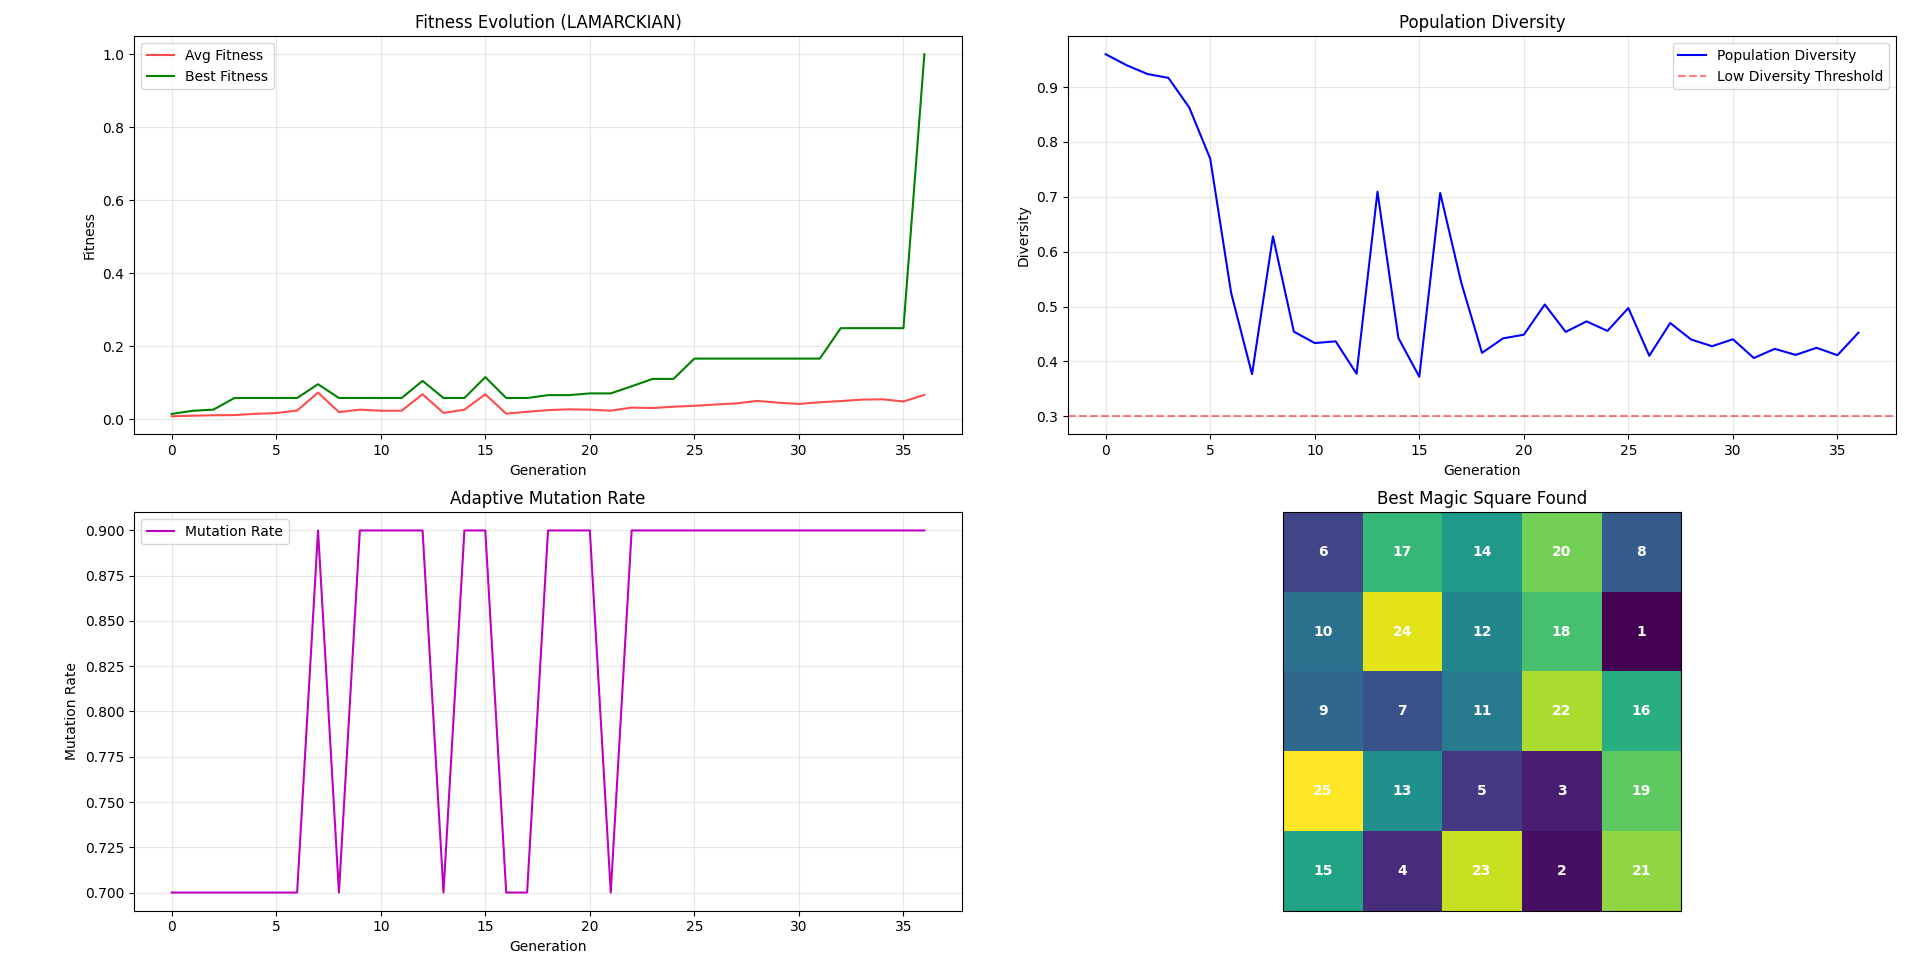 Fitness Evolution (LAMARCKIAN)
Avg Fitness
Best Fitness
1.0
0.8
0.6
0.4
0.2
0.0
Fitness
0 5 10 15 20 25 30 35
Generation
Population Diversity
Population Diversity
Low Diversity Threshold
0.9
0.8
0.7
0.6
0.5
0.4
0.3
Diversity
0 5 10 15 20 25 30 35
Generation
Adaptive Mutation Rate
Mutation Rate
0.900
0.875
0.850
0.825
0.800
0.775
0.750
0.725
0.700
Mutation Rate
0 5 10 15 20 25 30 35
Generation
Best Magic Square Found
6 17 14 20 8
10 24 12 18 1
9 7 11 22 16
25 13 5 3 19
15 4 23 2 21